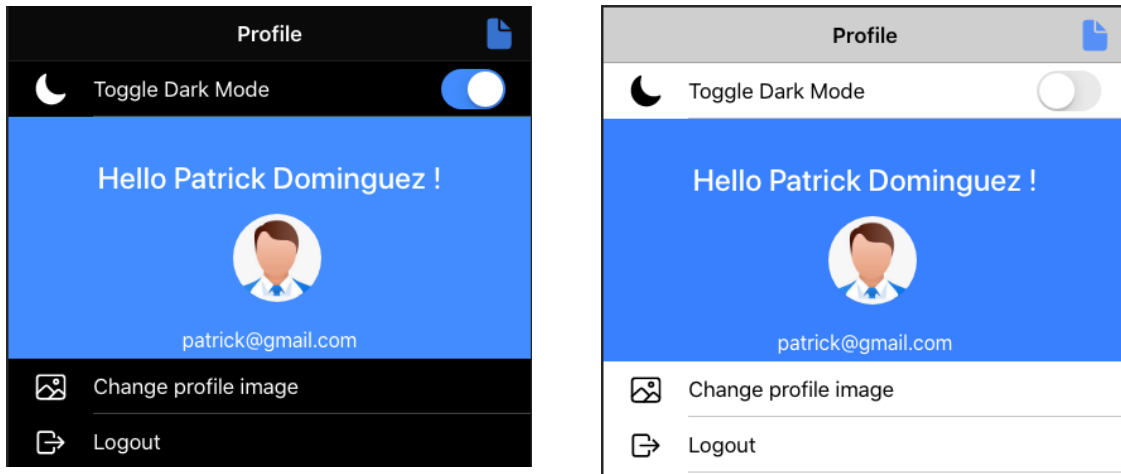 Profile
Toggle Dark Mode
Hello Patrick Dominguez !
patrick@gmail.com
Change profile image
Logout
Profile
Toggle Dark Mode
Hello Patrick Dominguez !
patrick@gmail.com
Change profile image
Logout